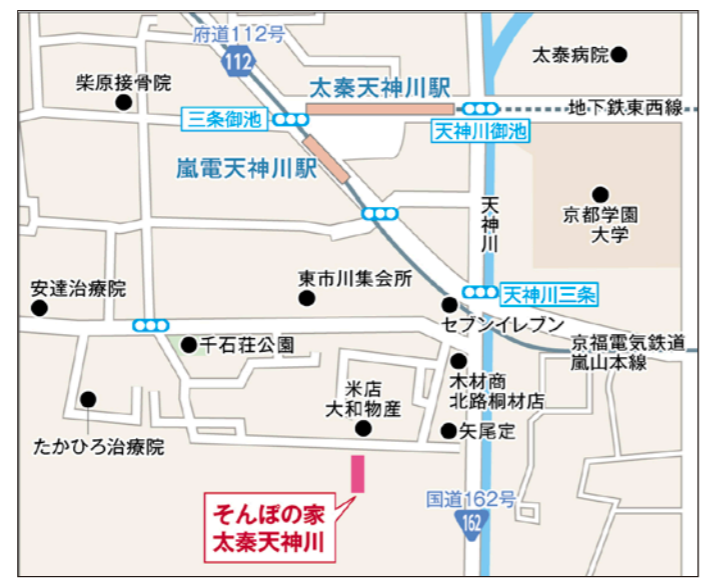 府道112号
112
太秦病院
柴原接骨院
太秦天神川駅
地下鉄東西線
三条御池
天神川御池
嵐電天神川駅
天神川
京都学園
大学
東市川集会所
安達治療院
天神川三条
セブンイレブン
千石荘公園
京福電気鉄道
嵐山本線
米店
大和物産
木材商
北路桐材店
たかひろ治療院
矢尾定
そんぽの家
太秦天神川
国道162号
162